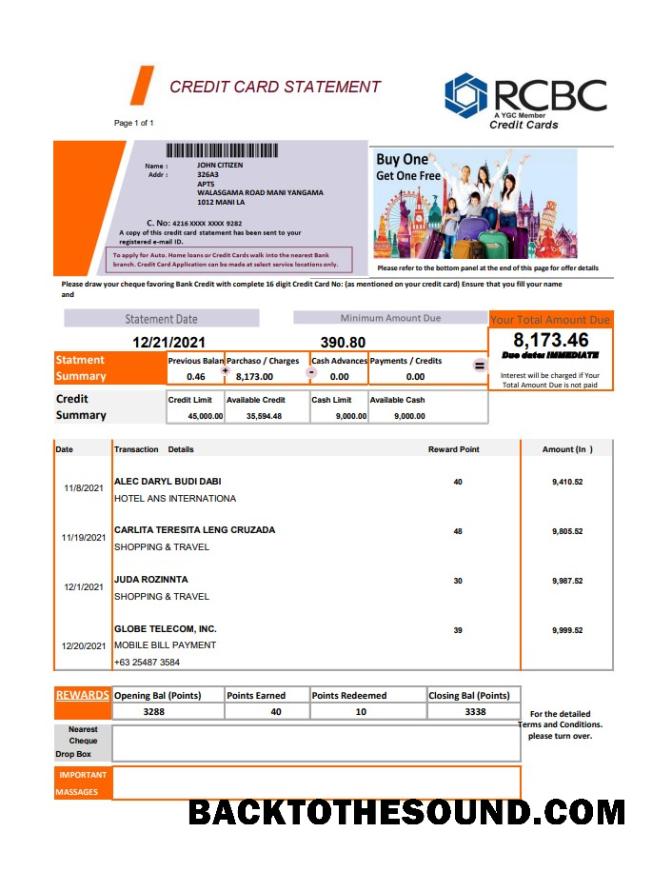 CREDIT CARD STATEMENT
RCBC
A YGC Member
Credit Cards
Page 1 of 1
Name : JOHN CITIZEN
Addr : 326A3
APT5
WALASGAMA ROAD MANI YANGAMA
1012 MANI LA
C. No: 4216 XXXX XXXX 9282
A copy of this credit card statement has been sent to your
registered e-mail ID.
To apply for Auto. Home loans or Credit Cards walk into the nearest Bank
branch. Credit Card Application can be made at select service locations only.
Buy One
Get One Free
Please refer to the bottom panel at the end of this page for offer details
Please draw your cheque favoring Bank Credit with complete 16 digit Credit Card No: (as mentioned on your credit card) Ensure that you fill your name
and
Statement Date Minimum Amount Due Your Total Amount Due
12/21/2021 390.80 8,173.46
Due date: IMMEDIATE
Interest will be charged if Your
Total Amount Due is not paid
Statment Previous Balan Purchaso / Charges Cash Advances Payments / Credits
+ - =
Summary 0.46 8,173.00 0.00 0.00
Credit Credit Limit Available Credit Cash Limit Available Cash
Summary 45,000.00 35,594.48 9,000.00 9,000.00
Date Transaction Details Reward Point Amount (In )
11/8/2021 ALEC DARYL BUDI DABI 40 9,410.52
HOTEL ANS INTERNATIONA
11/19/2021 CARLITA TERESITA LENG CRUZADA 48 9,805.52
SHOPPING & TRAVEL
12/1/2021 JUDA ROZINNTA 30 9,987.52
SHOPPING & TRAVEL
GLOBE TELECOM, INC. 39 9,999.52
12/20/2021 MOBILE BILL PAYMENT
+63 25487 3584
REWARDS Opening Bal (Points) Points Earned Points Redeemed Closing Bal (Points)
3288 40 10 3338
For the detailed
Terms and Conditions.
please turn over.
Nearest
Cheque
Drop Box
IMPORTANT
MASSAGES
BACKTOTHESOUND.COM